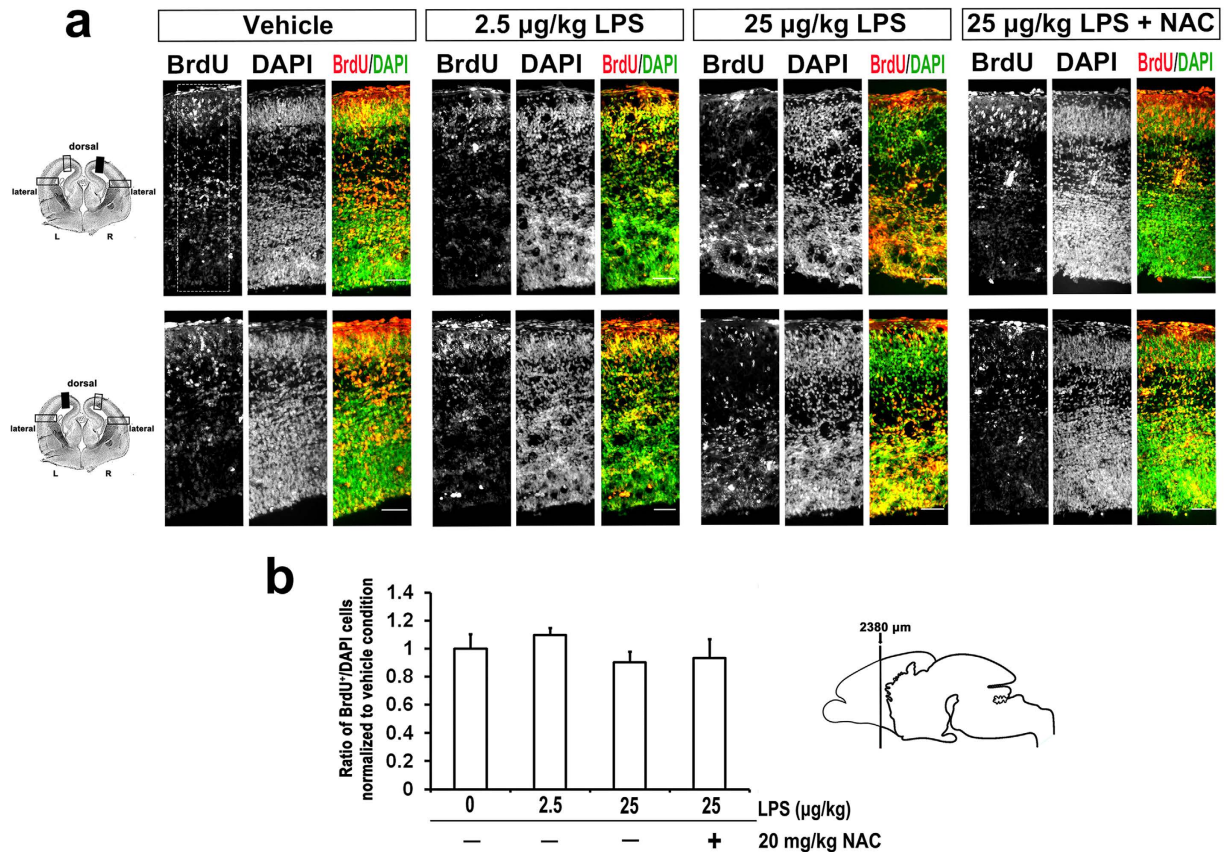 a
Vehicle
2.5 µg/kg LPS
25 µg/kg LPS
25 µg/kg LPS + NAC
BrdU DAPI BrdU/DAPI
BrdU DAPI BrdU/DAPI
BrdU DAPI BrdU/DAPI
BrdU DAPI BrdU/DAPI
dorsal
lateral
lateral
L R
dorsal
lateral
lateral
L R
b
Ratio of BrdU⁺/DAPI cells
normalized to vehicle condition
1.4
1.2
1
0.8
0.6
0.4
0.2
0
0 2.5 25 25 LPS (µg/kg)
— — — + 20 mg/kg NAC
2380 µm